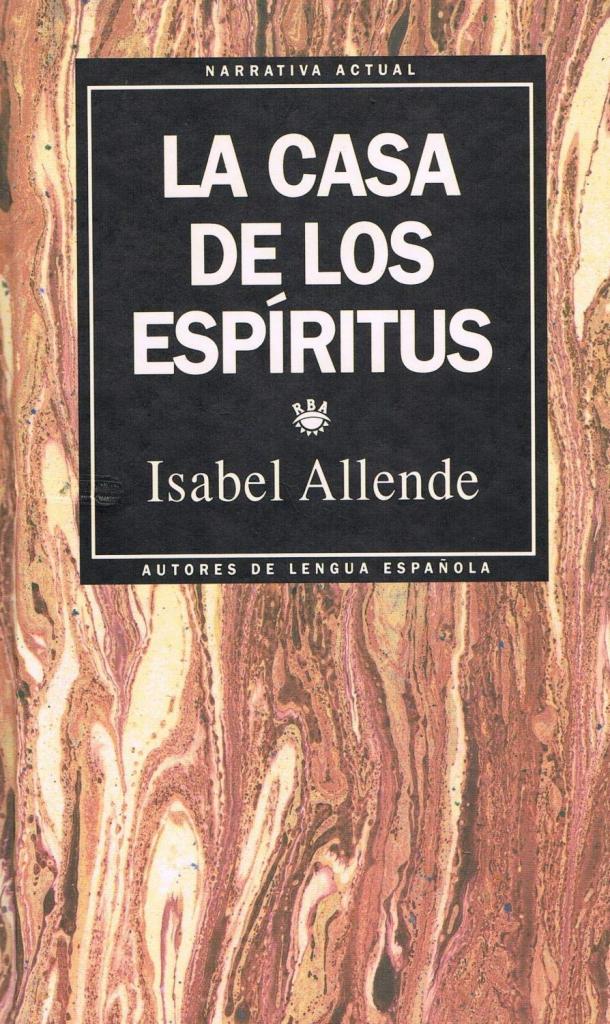 NARRATIVA ACTUAL
LA CASA
DE LOS
ESPÍRITUS
RBA
Isabel Allende
AUTORES DE LENGUA ESPAÑOLA